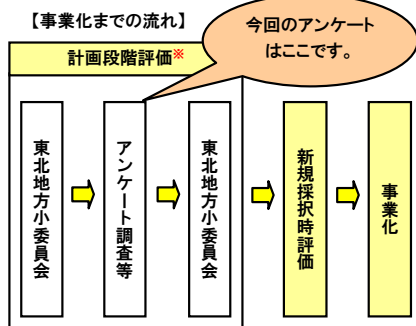 【事業化までの流れ】
今回のアンケート
はここです。
計画段階評価※
東北地方小委員会
アンケート調査等
東北地方小委員会
新規採択時評価
事業化